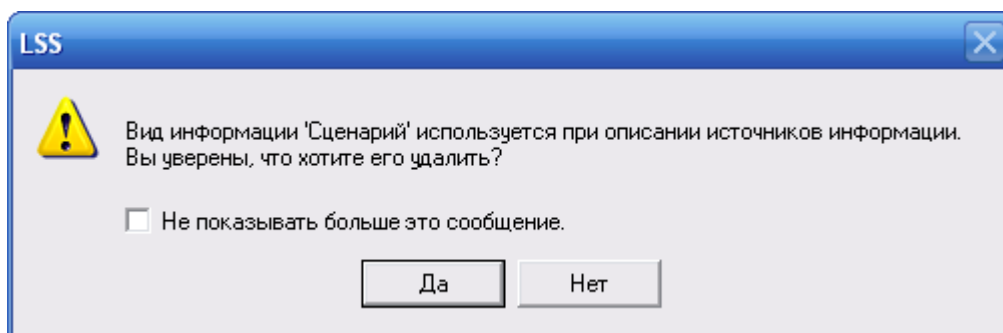 LSS
Вид информации 'Сценарий' используется при описании источников информации.
Вы уверены, что хотите его удалить?
Не показывать больше это сообщение.
Да
Нет